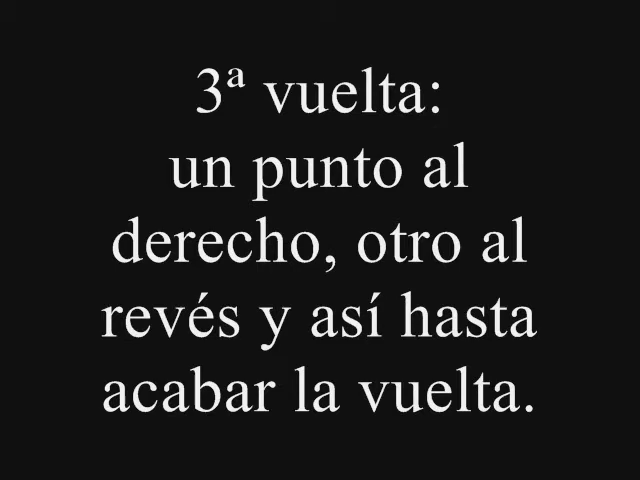 3ª vuelta:
un punto al
derecho, otro al
revés y así hasta
acabar la vuelta.